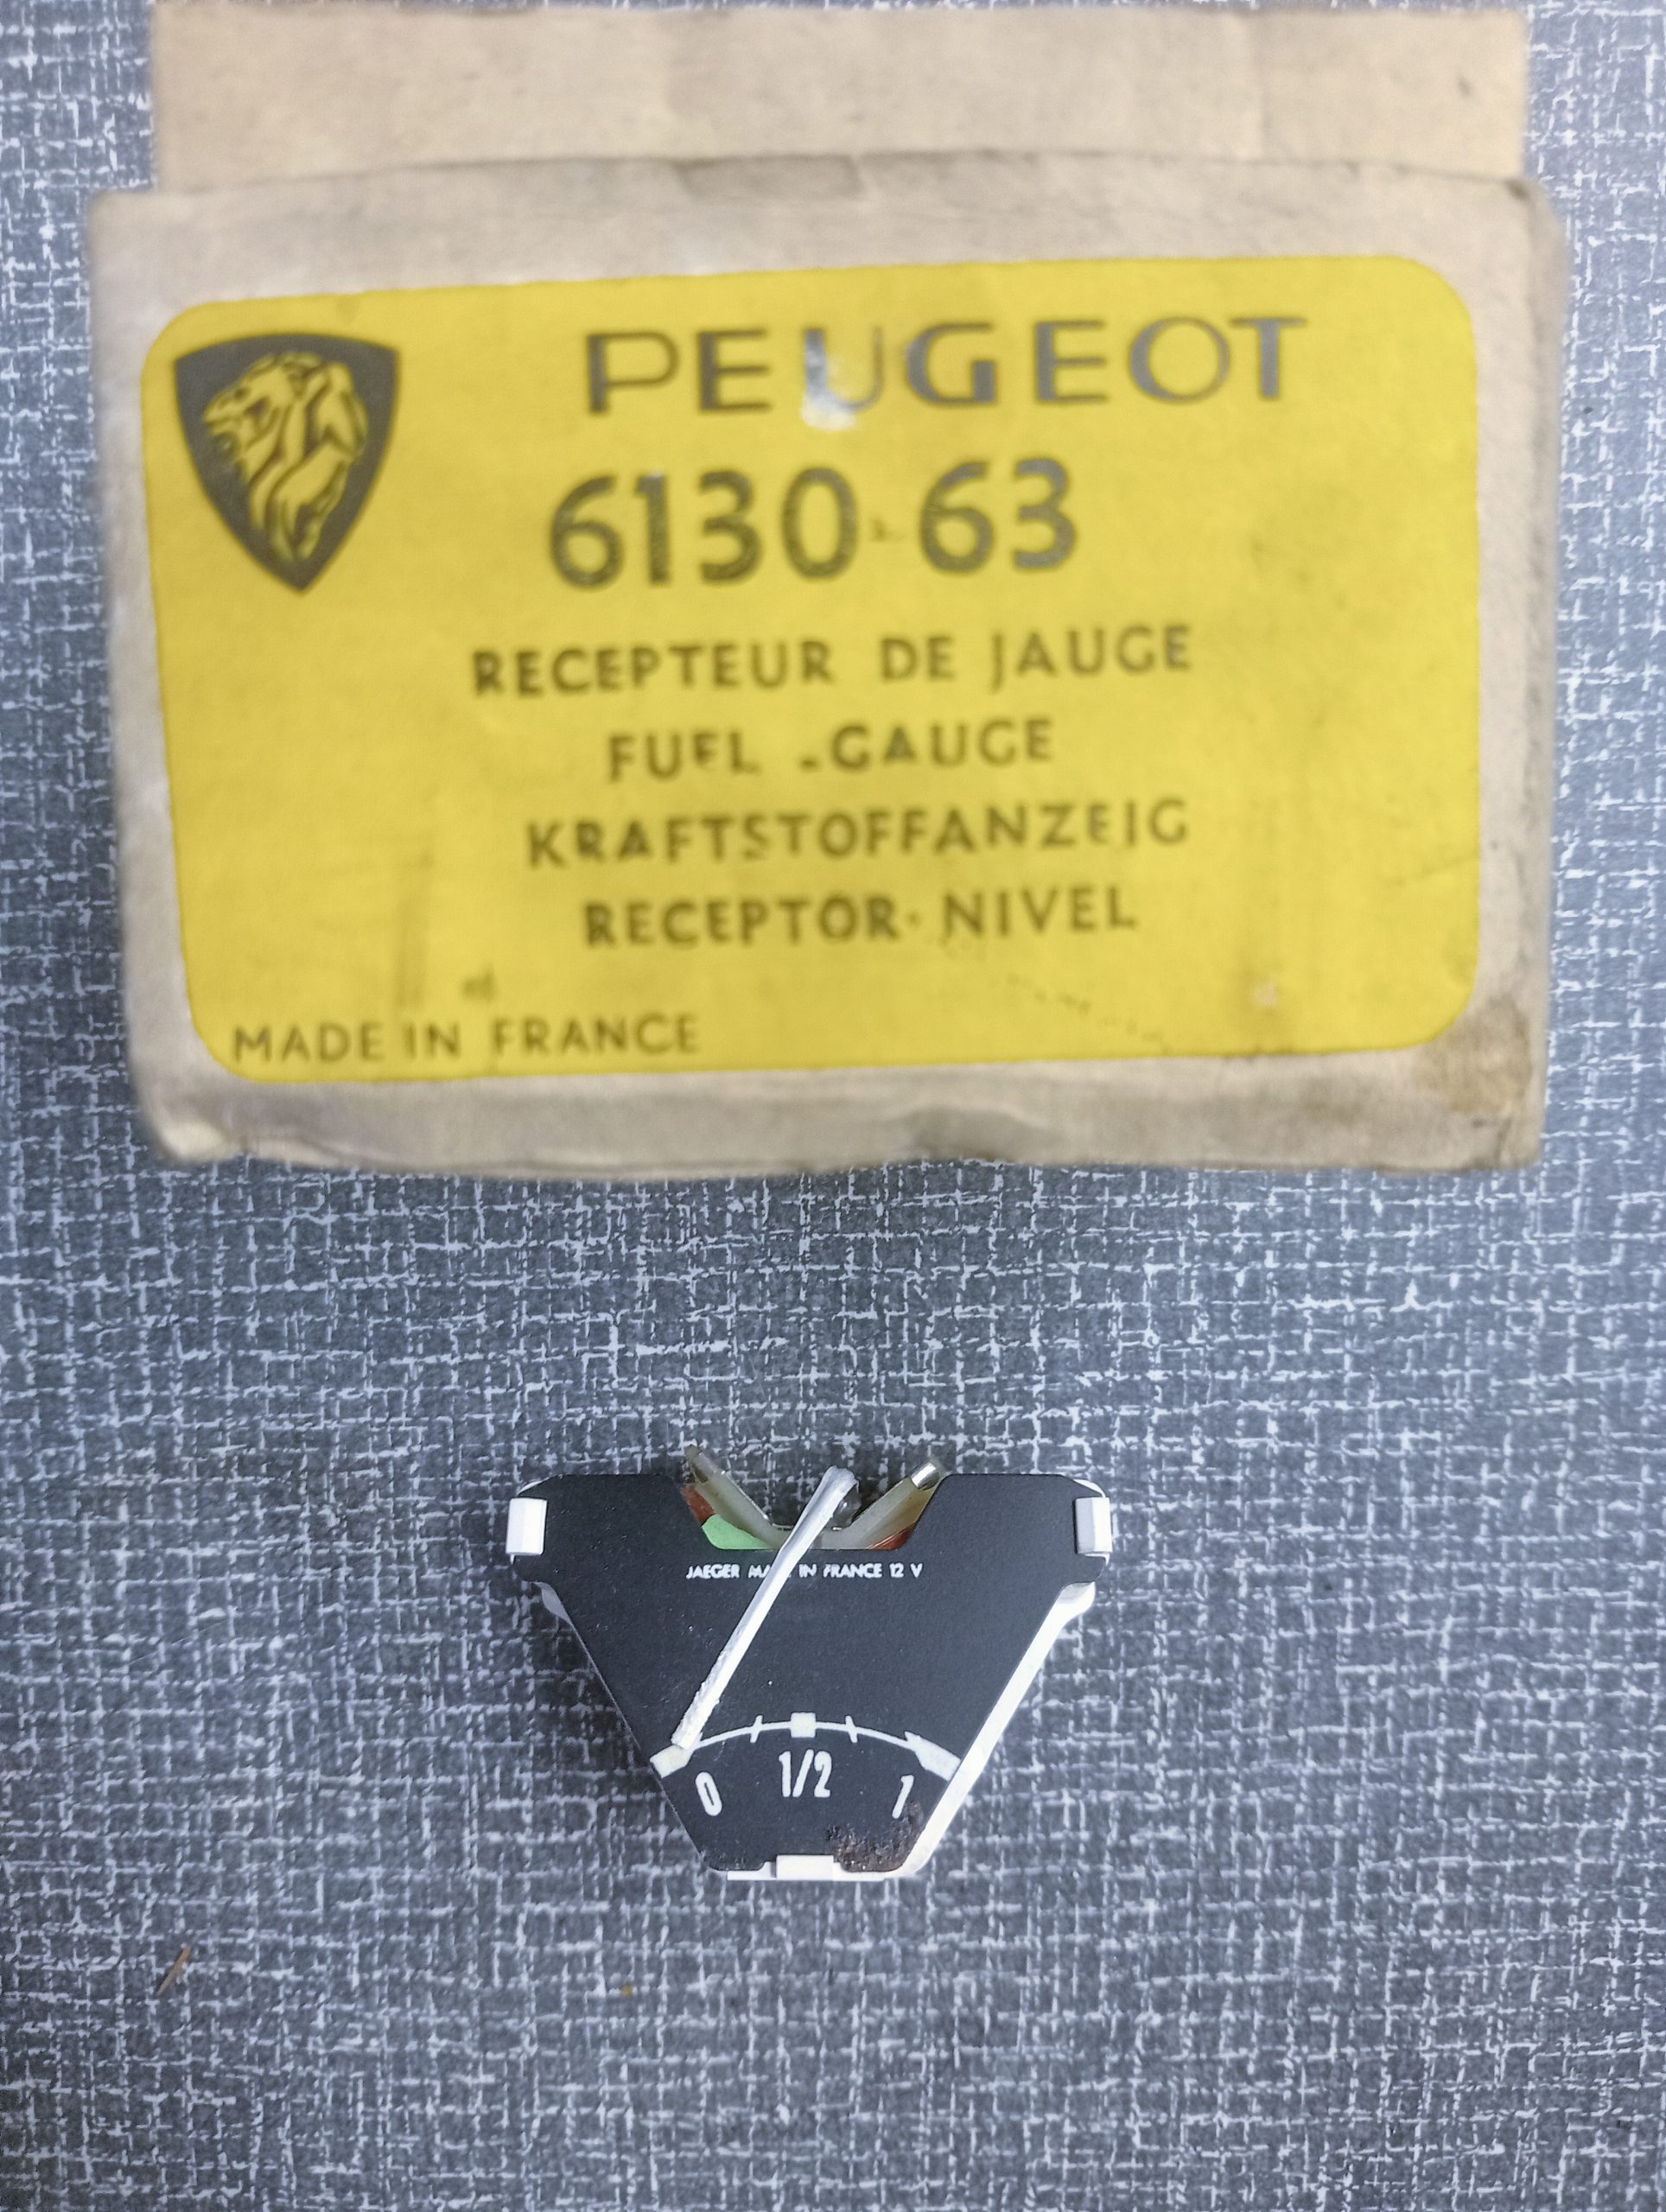 PEUGEOT
6130-63
RECEPTEUR DE JAUGE
FUEL -GAUGE
KRAFTSTOFFANZEIG
RECEPTOR-NIVEL
MADE IN FRANCE
JAEGER MADE IN FRANCE 12 V
0 1/2 1